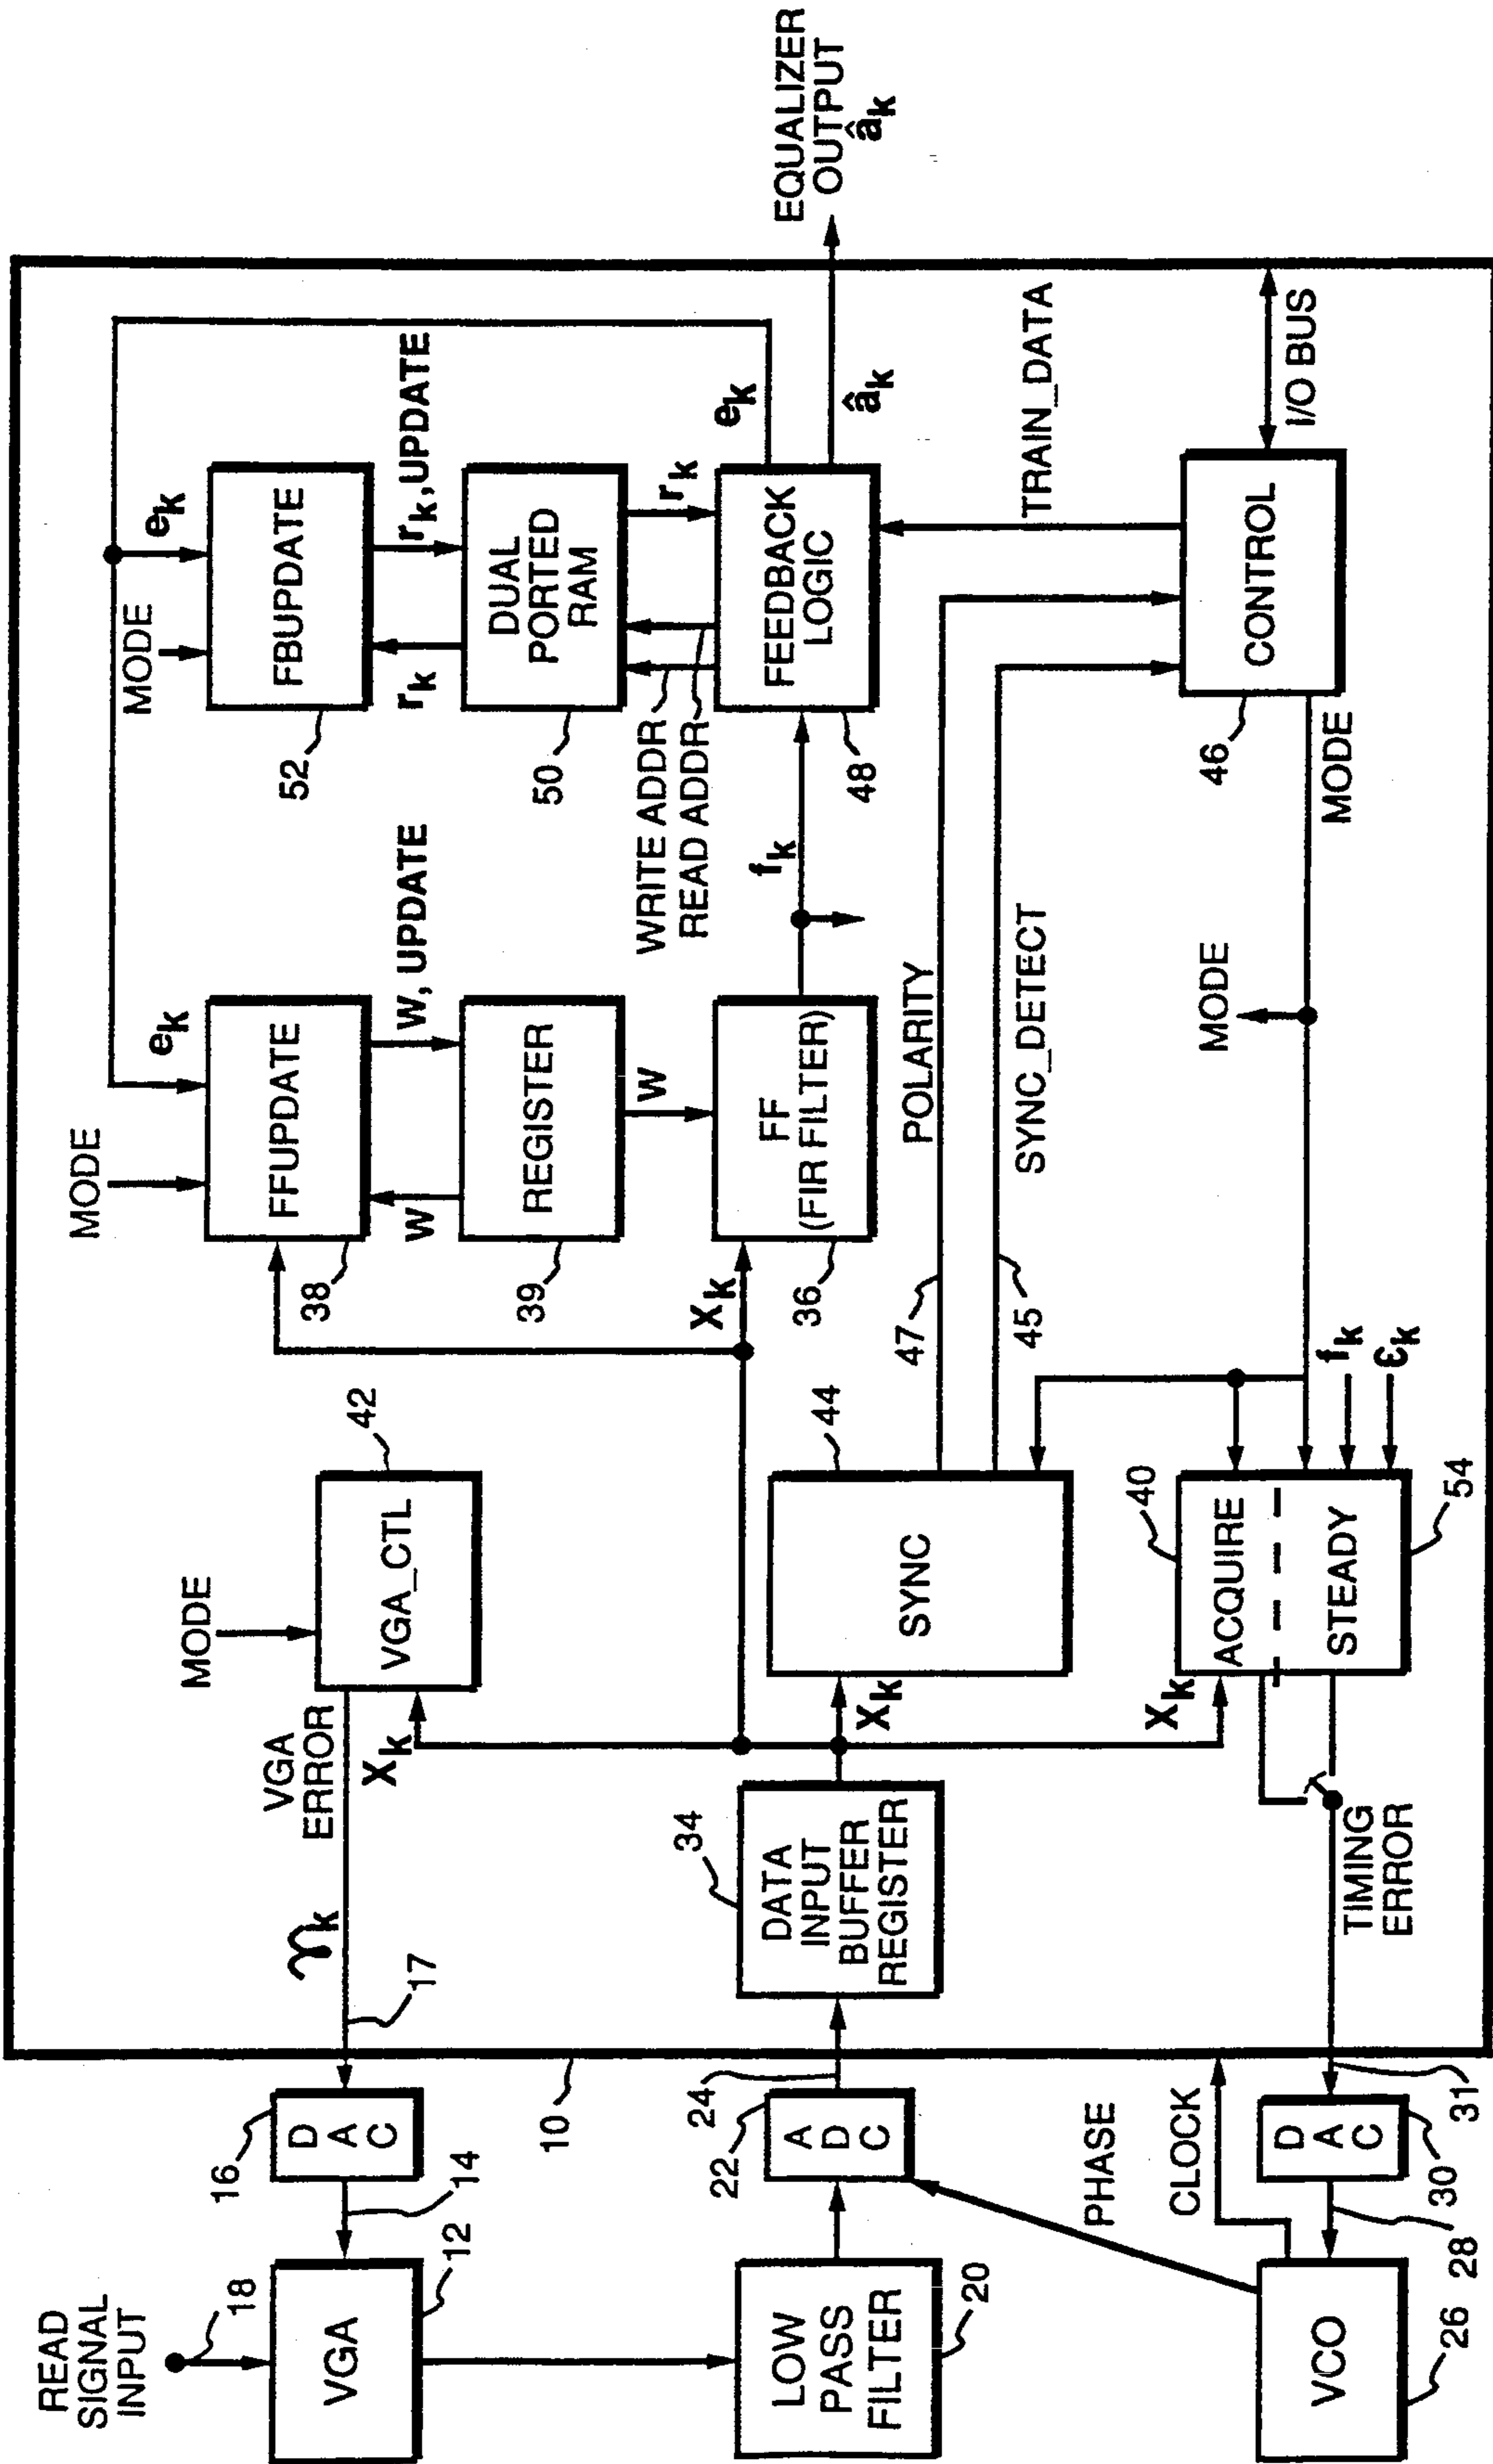 READ
SIGNAL
INPUT
18
VGA
12
14
16
D
A
C
17
γk
VGA
ERROR
MODE
VGA_CTL
42
Xk
LOW
PASS
FILTER
20
22
A
D
C
24
10
34
DATA
INPUT
BUFFER
REGISTER
Xk
SYNC
44
VCO
26
28
30
D
A
C
31
PHASE
CLOCK
TIMING
ERROR
Xk
ACQUIRE
40
STEADY
54
fk
εk
MODE
FFUPDATE
38
ek
W
W, UPDATE
REGISTER
39
W
Xk
FF
(FIR FILTER)
36
fk
47
POLARITY
45
SYNC_DETECT
MODE
MODE
MODE
FBUPDATE
52
ek
rk
rk, UPDATE
DUAL
PORTED
RAM
50
WRITE ADDR
READ ADDR
rk
FEEDBACK
LOGIC
48
ek
âk
EQUALIZER
OUTPUT
âk
TRAIN_DATA
CONTROL
46
I/O BUS